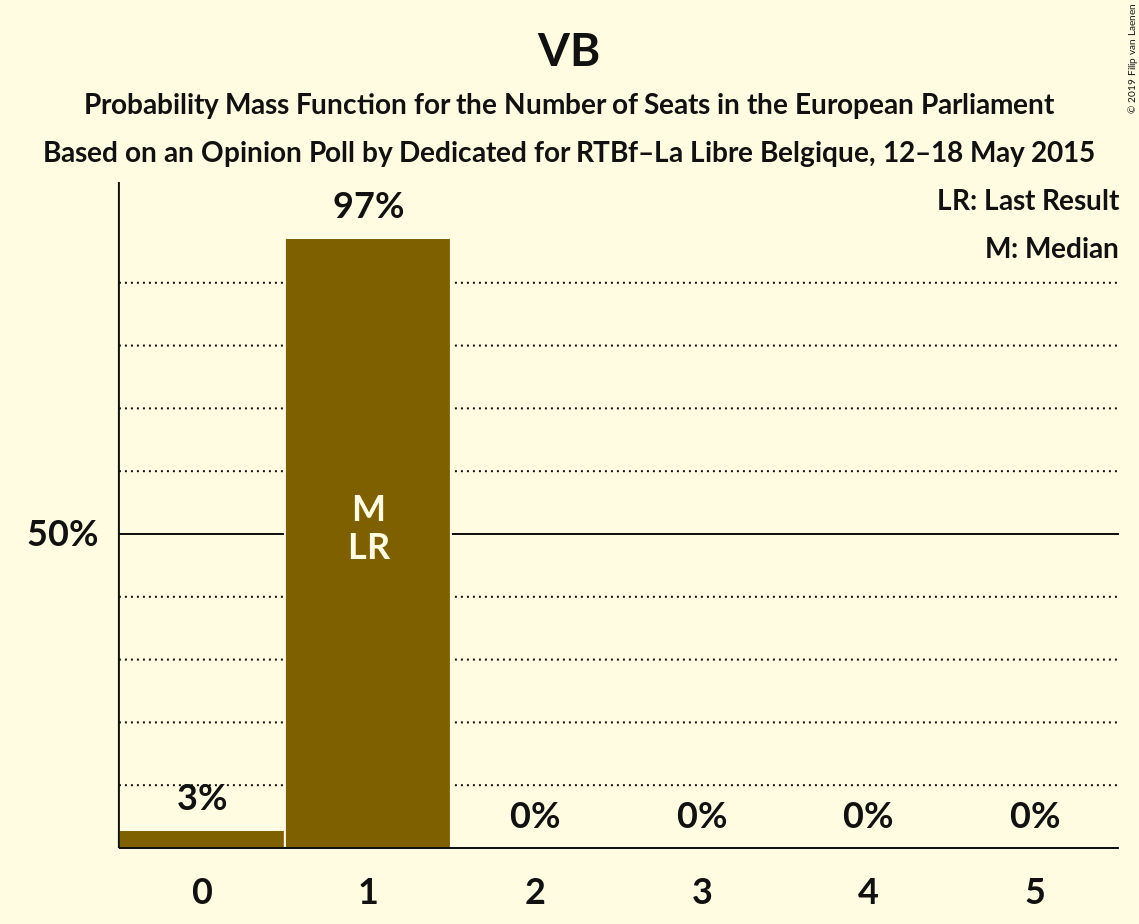 VB
Probability Mass Function for the Number of Seats in the European Parliament
Based on an Opinion Poll by Dedicated for RTBf–La Libre Belgique, 12–18 May 2015
© 2019 Filip van Laenen
LR: Last Result
M: Median
97%
M
LR
50%
3%
0%
0%
0%
0%
0
1
2
3
4
5